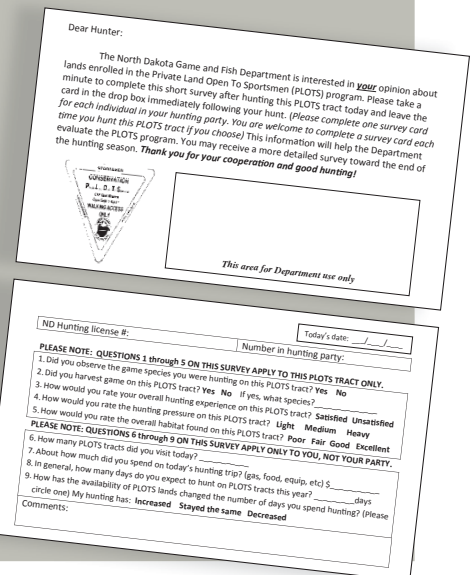 Dear Hunter:
The North Dakota Game and Fish Department is interested in your opinion about
lands enrolled in the Private Land Open To Sportsmen (PLOTS) program. Please take a
minute to complete this short survey after hunting this PLOTS tract today and leave the
card in the drop box immediately following your hunt. (Please complete one survey card
for each individual in your hunting party. You are welcome to complete a survey card each
time you hunt this PLOTS tract if you choose) This information will help the Department
evaluate the PLOTS program. You may receive a more detailed survey toward the end of
the hunting season. Thank you for your cooperation and good hunting!
CONSERVATION
P.L.O.T.S.
WALKING ACCESS
ONLY
This area for Department use only
Today's date: ___/___/___
ND Hunting license #:
Number in hunting party:
PLEASE NOTE: QUESTIONS 1 through 5 ON THIS SURVEY APPLY TO THIS PLOTS TRACT ONLY.
1. Did you observe the game species you were hunting on this PLOTS tract? Yes No
2. Did you harvest game on this PLOTS tract? Yes No If yes, what species?____________
3. How would you rate your overall hunting experience on this PLOTS tract? Satisfied Unsatisfied
4. How would you rate the hunting pressure on this PLOTS tract? Light Medium Heavy
5. How would you rate the overall habitat found on this PLOTS tract? Poor Fair Good Excellent
PLEASE NOTE: QUESTIONS 6 through 9 ON THIS SURVEY APPLY ONLY TO YOU, NOT YOUR PARTY.
6. How many PLOTS tracts did you visit today? __________
7. About how much did you spend on today's hunting trip? (gas, food, equip, etc) $__________
8. In general, how many days do you expect to hunt on PLOTS tracts this year? ________days
9. How has the availability of PLOTS lands changed the number of days you spend hunting? (Please
circle one) My hunting has: Increased Stayed the same Decreased
Comments: